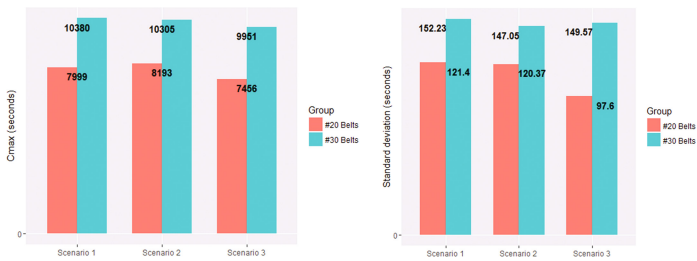 10380
10305
9951
7999
8193
7456
Cmax (seconds)
0
Scenario 1
Scenario 2
Scenario 3
Group
#20 Belts
#30 Belts
152.23
147.05
149.57
121.4
120.37
97.6
Standard deviation (seconds)
0
Scenario 1
Scenario 2
Scenario 3
Group
#20 Belts
#30 Belts